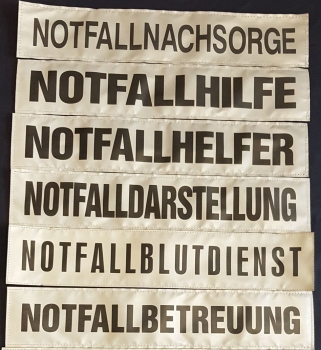 NOTFALLNACHSORGE
NOTFALLHILFE
NOTFALLHELFER
NOTFALLDARSTELLUNG
NOTFALLBLUTDIENST
NOTFALLBETREUUNG